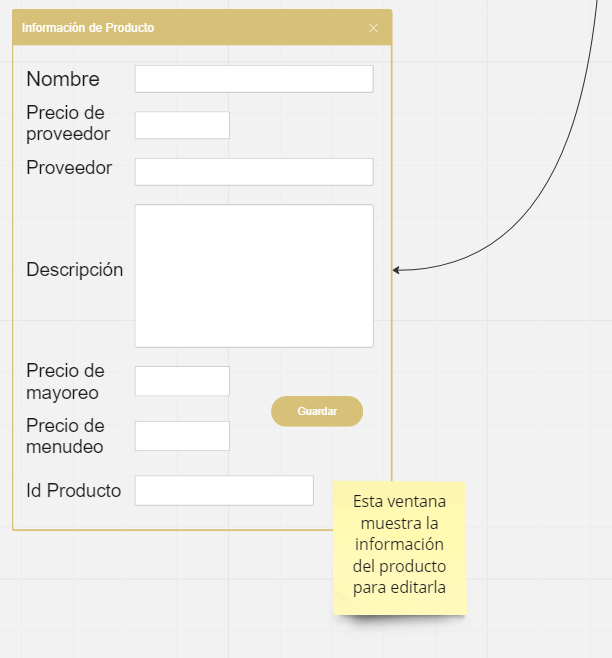 Información de Producto
Nombre
Precio de
proveedor
Proveedor
Descripción
Precio de
mayoreo
Guardar
Precio de
menudeo
Id Producto
Esta ventana
muestra la
información
del producto
para editarla